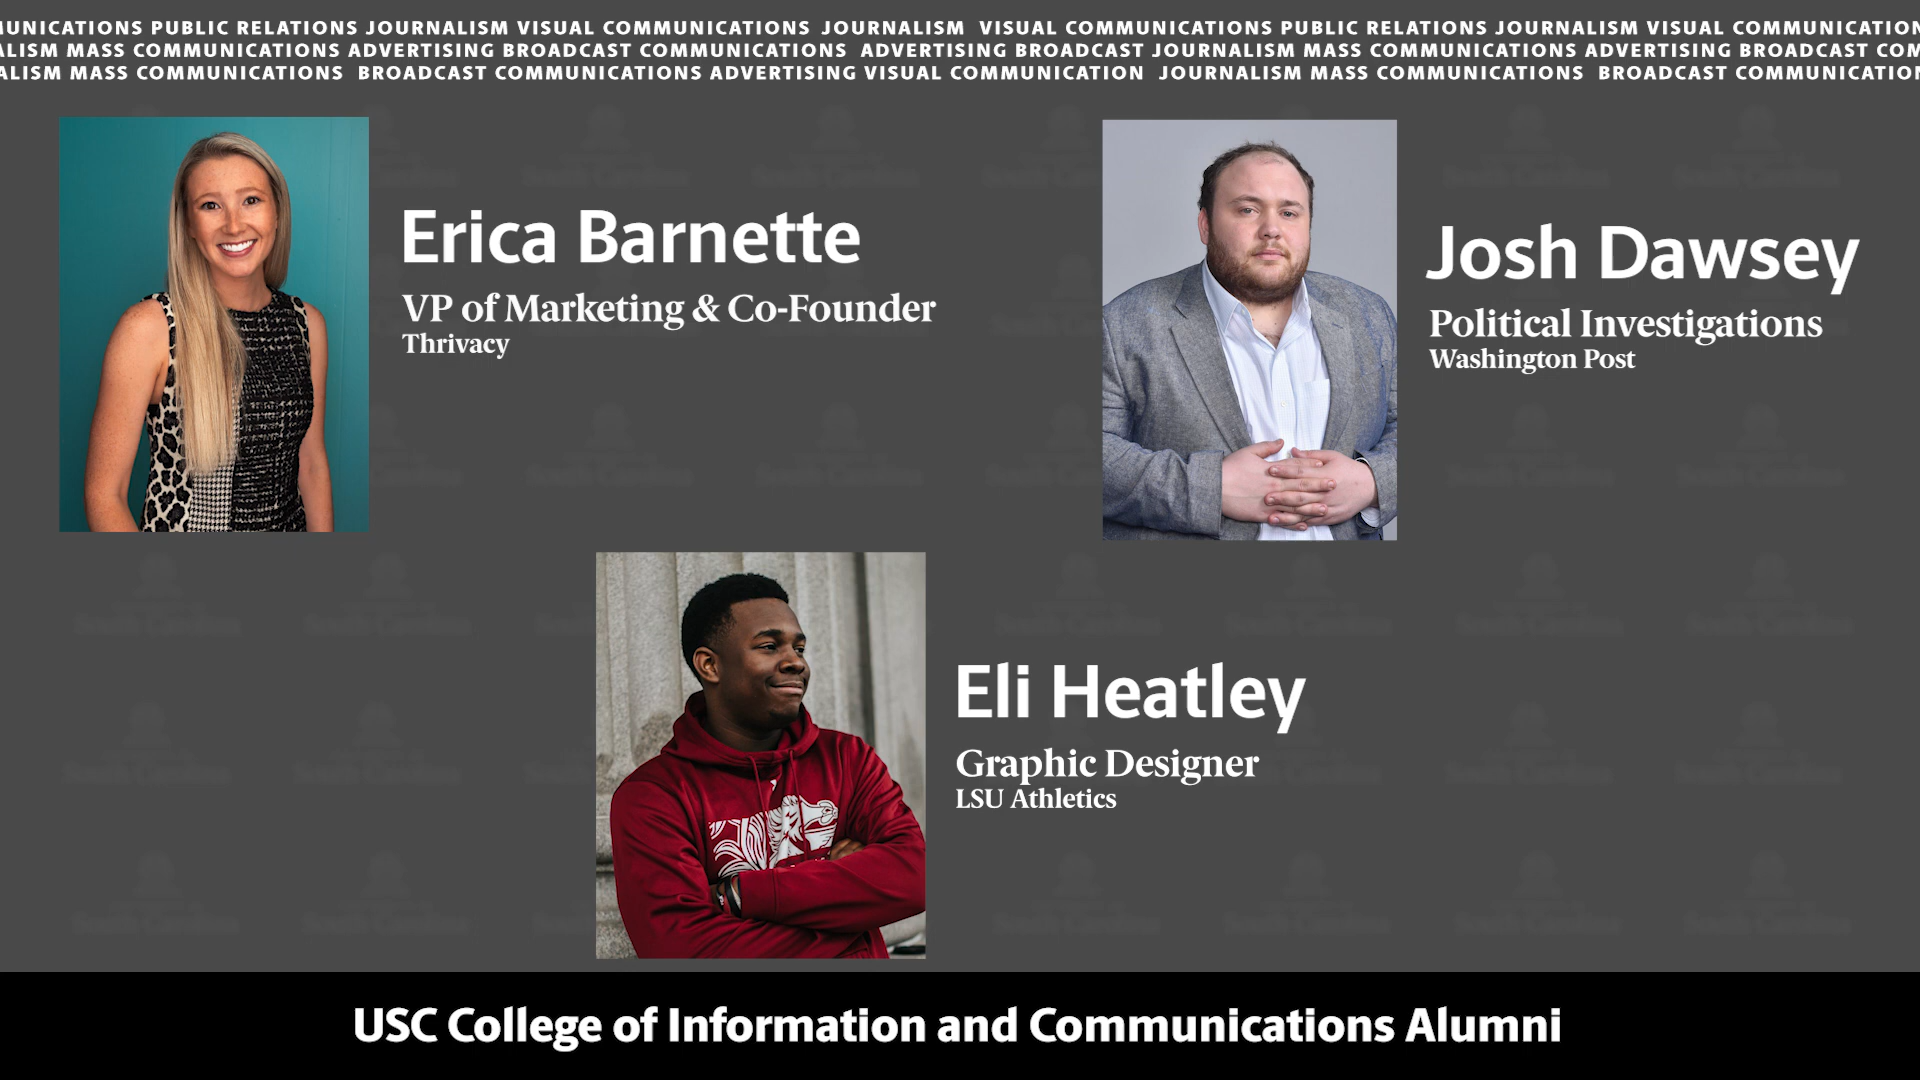 UNICATIONS PUBLIC RELATIONS JOURNALISM VISUAL COMMUNICATIONS JOURNALISM VISUAL COMMUNICATIONS PUBLIC RELATIONS JOURNALISM VISUAL COMMUNICATION
ALISM MASS COMMUNICATIONS ADVERTISING BROADCAST COMMUNICATIONS ADVERTISING BROADCAST JOURNALISM MASS COMMUNICATIONS ADVERTISING BROADCAST COM
ALISM MASS COMMUNICATIONS BROADCAST COMMUNICATIONS ADVERTISING VISUAL COMMUNICATION JOURNALISM MASS COMMUNICATIONS BROADCAST COMMUNICATION
Erica Barnette
VP of Marketing & Co-Founder
Thrivacy
Josh Dawsey
Political Investigations
Washington Post
Eli Heatley
Graphic Designer
LSU Athletics
USC College of Information and Communications Alumni